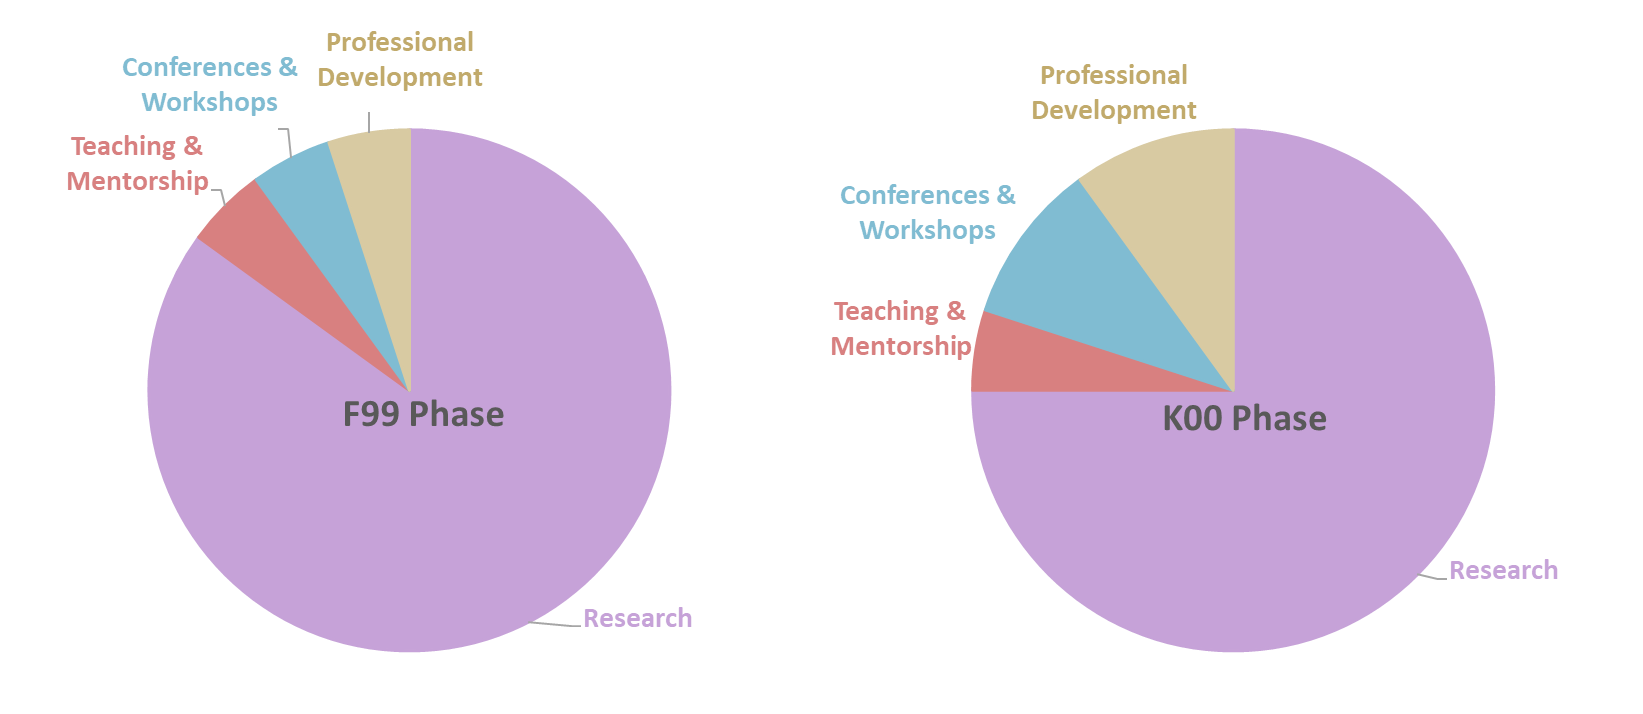 Professional
Development
Conferences &
Workshops
Teaching &
Mentorship
F99 Phase
Research
Professional
Development
Conferences &
Workshops
Teaching &
Mentorship
K00 Phase
Research